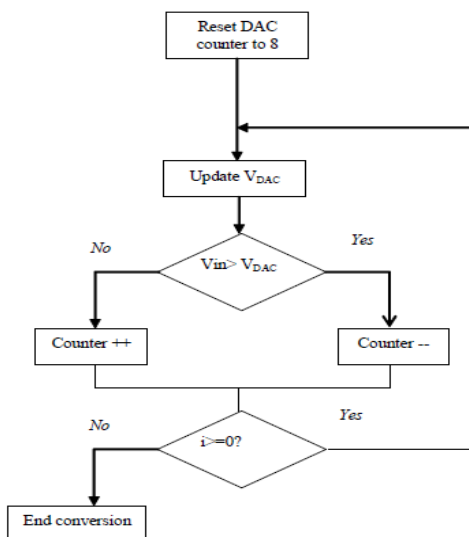 Reset DAC
counter to 8
Update VDAC
No
Yes
Vin> VDAC
Counter ++
Counter --
No
Yes
i>=0?
End conversion